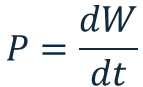 P = dW/dt